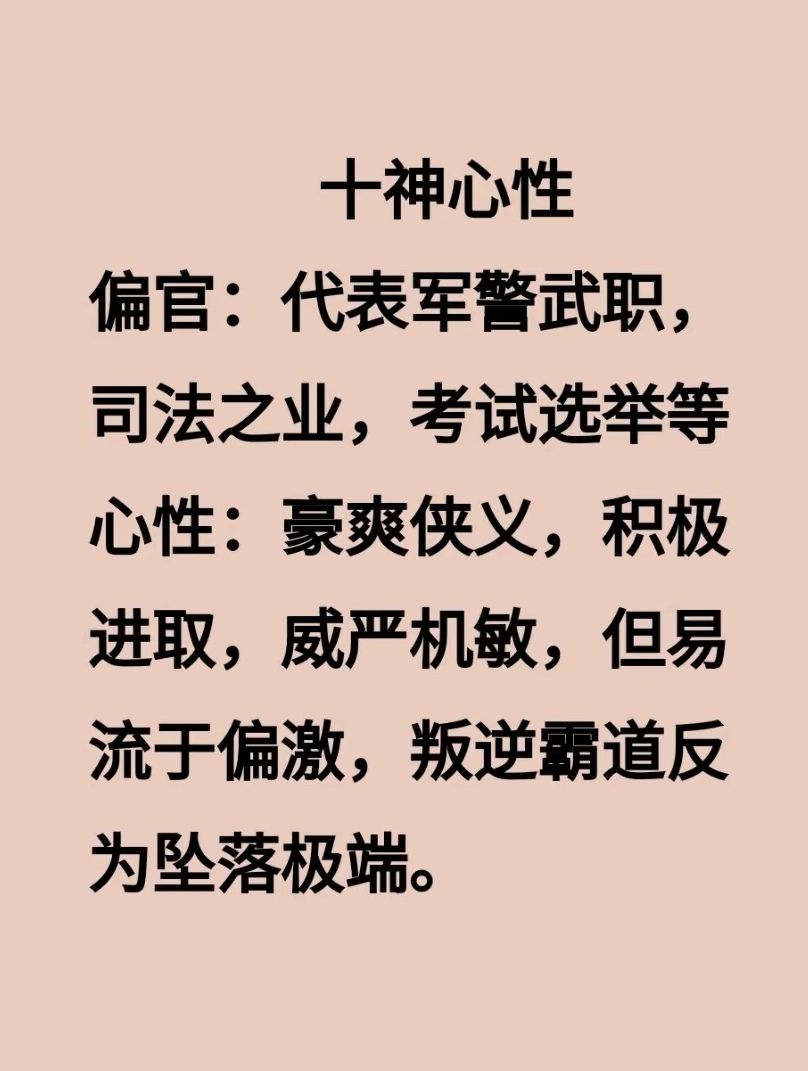 十神心性
偏官：代表军警武职，
司法之业，考试选举等
心性：豪爽侠义，积极
进取，威严机敏，但易
流于偏激，叛逆霸道反
为坠落极端。